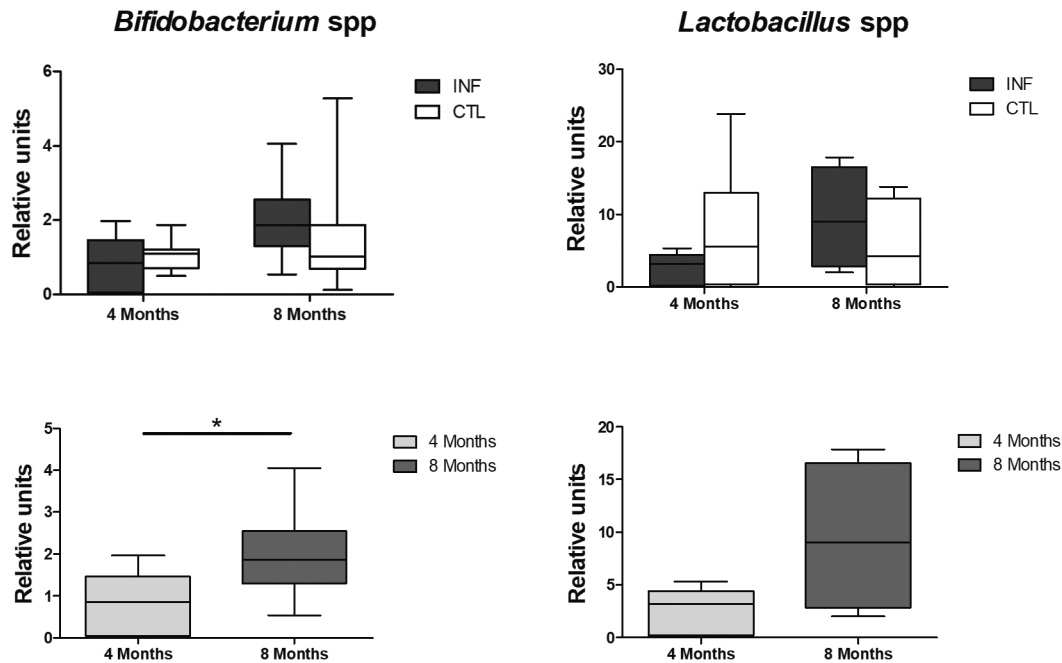 Bifidobacterium spp
Relative units
6
4
2
0
4 Months
8 Months
INF
CTL
Lactobacillus spp
Relative units
30
20
10
0
4 Months
8 Months
INF
CTL
Relative units
5
4
3
2
1
0
*
4 Months
8 Months
4 Months
8 Months
Relative units
20
15
10
5
0
4 Months
8 Months
4 Months
8 Months